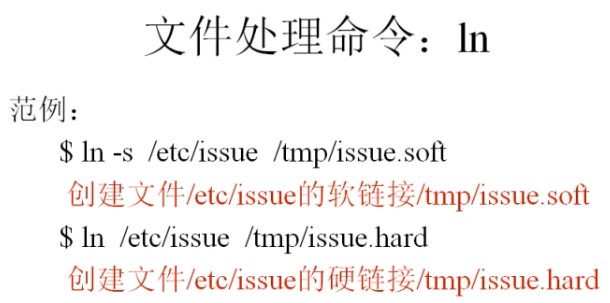 文件处理命令：ln
范例：
$ ln -s /etc/issue /tmp/issue.soft
创建文件/etc/issue的软链接/tmp/issue.soft
$ ln /etc/issue /tmp/issue.hard
创建文件/etc/issue的硬链接/tmp/issue.hard